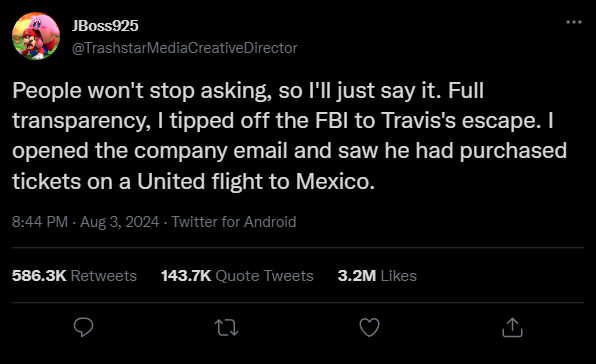 JBoss925
@TrashstarMediaCreativeDirector
People won't stop asking, so I'll just say it. Full
transparency, I tipped off the FBI to Travis's escape. I
opened the company email and saw he had purchased
tickets on a United flight to Mexico.
8:44 PM · Aug 3, 2024 · Twitter for Android
586.3K Retweets 143.7K Quote Tweets 3.2M Likes